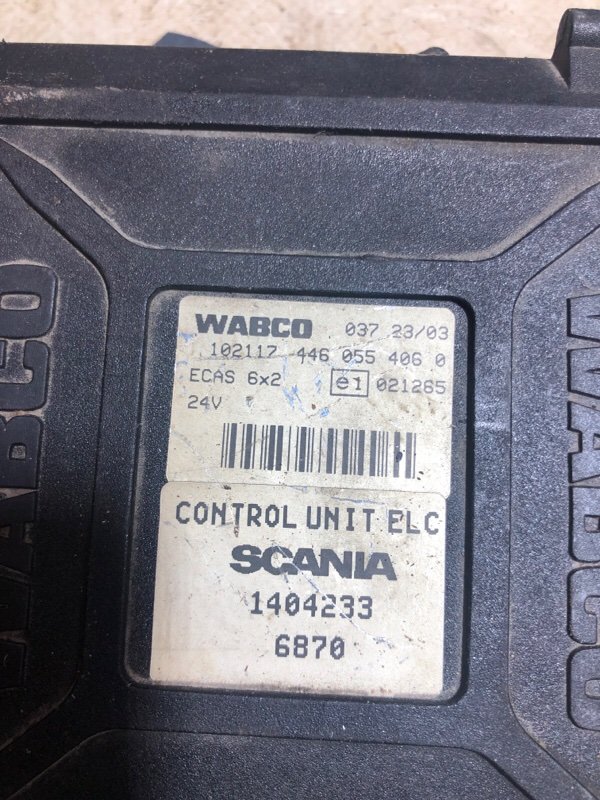 WABCO 037 23/03
102117 446 055 406 0
ECAS 6x2 e1 021265
24V
CONTROL UNIT ELC
SCANIA
1404233
6870
WABCO
WABCO